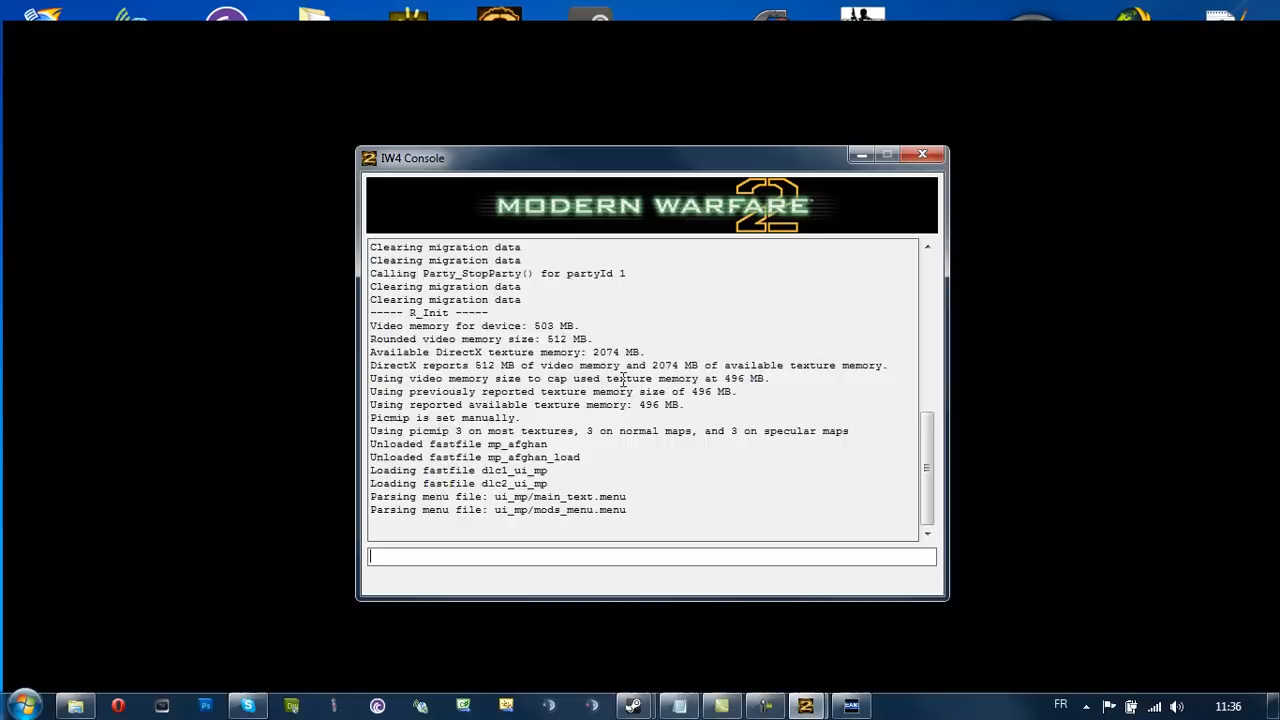 IW4 Console
MODERN WARFARE 2
Clearing migration data
Clearing migration data
Calling Party_StopParty() for partyId 1
Clearing migration data
Clearing migration data
----- R_Init -----
Video memory for device: 503 MB.
Rounded video memory size: 512 MB.
Available DirectX texture memory: 2074 MB.
DirectX reports 512 MB of video memory and 2074 MB of available texture memory.
Using video memory size to cap used texture memory at 496 MB.
Using previously reported texture memory size of 496 MB.
Using reported available texture memory: 496 MB.
Picmip is set manually.
Using picmip 3 on most textures, 3 on normal maps, and 3 on specular maps
Unloaded fastfile mp_afghan
Unloaded fastfile mp_afghan_load
Loading fastfile dlc1_ui_mp
Loading fastfile dlc2_ui_mp
Parsing menu file: ui_mp/main_text.menu
Parsing menu file: ui_mp/mods_menu.menu
FR 11:36